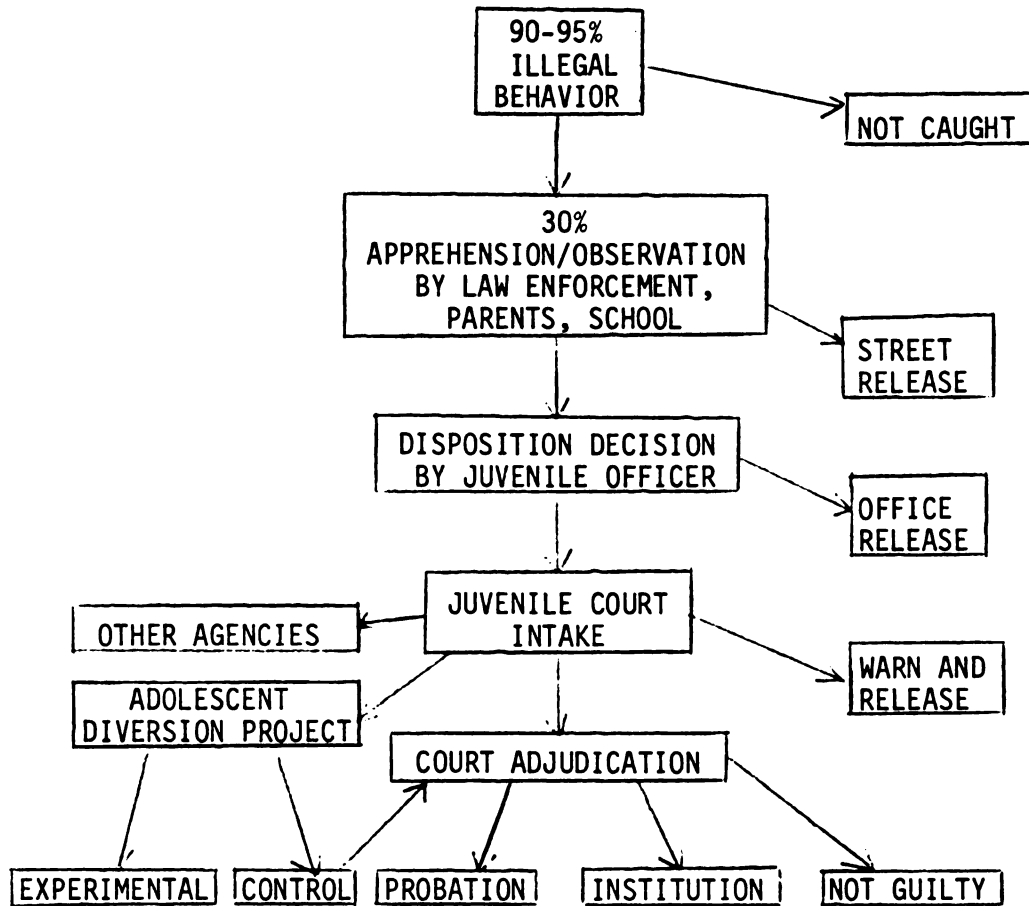 90-95%
ILLEGAL
BEHAVIOR
NOT CAUGHT
30%
APPREHENSION/OBSERVATION
BY LAW ENFORCEMENT,
PARENTS, SCHOOL
STREET
RELEASE
DISPOSITION DECISION
BY JUVENILE OFFICER
OFFICE
RELEASE
JUVENILE COURT
INTAKE
OTHER AGENCIES
WARN AND
RELEASE
ADOLESCENT
DIVERSION PROJECT
COURT ADJUDICATION
EXPERIMENTAL
CONTROL
PROBATION
INSTITUTION
NOT GUILTY